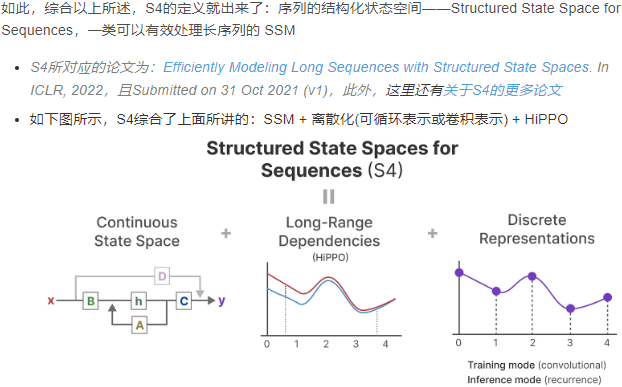 如此，综合以上所述，S4的定义就出来了：序列的结构化状态空间——Structured State Space for
Sequences，一类可以有效处理长序列的 SSM
S4所对应的论文为：Efficiently Modeling Long Sequences with Structured State Spaces. In
ICLR, 2022，且Submitted on 31 Oct 2021 (v1)，此外，这里还有关于S4的更多论文
如下图所示，S4综合了上面所讲的：SSM + 离散化(可循环表示或卷积表示) + HiPPO
Structured State Spaces for
Sequences (S4)
=
Continuous
State Space
+
Long-Range
Dependencies
(HiPPO)
+
Discrete
Representations
D
x B h C y
A
0 1 2 3 4
0 1 2 3 4
Training mode (convolutional)
Inference mode (recurrence)